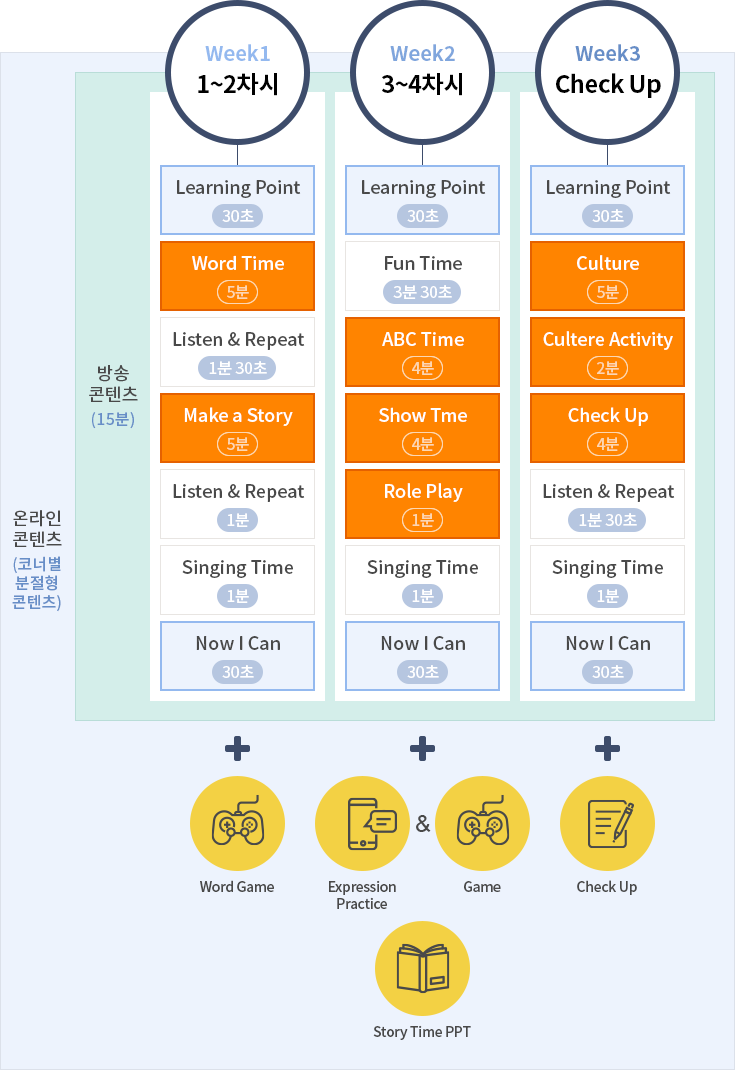 Week1
1~2차시
Week2
3~4차시
Week3
Check Up
방송
콘텐츠
(15분)
온라인
콘텐츠
(코너별
분절형
콘텐츠)
Learning Point
30초
Word Time
5분
Listen & Repeat
1분 30초
Make a Story
5분
Listen & Repeat
1분
Singing Time
1분
Now I Can
30초
Learning Point
30초
Fun Time
3분 30초
ABC Time
4분
Show Tme
4분
Role Play
1분
Singing Time
1분
Now I Can
30초
Learning Point
30초
Culture
5분
Cultere Activity
2분
Check Up
4분
Listen & Repeat
1분 30초
Singing Time
1분
Now I Can
30초
+
+
+
Word Game
Expression
Practice
&
Game
Check Up
Story Time PPT